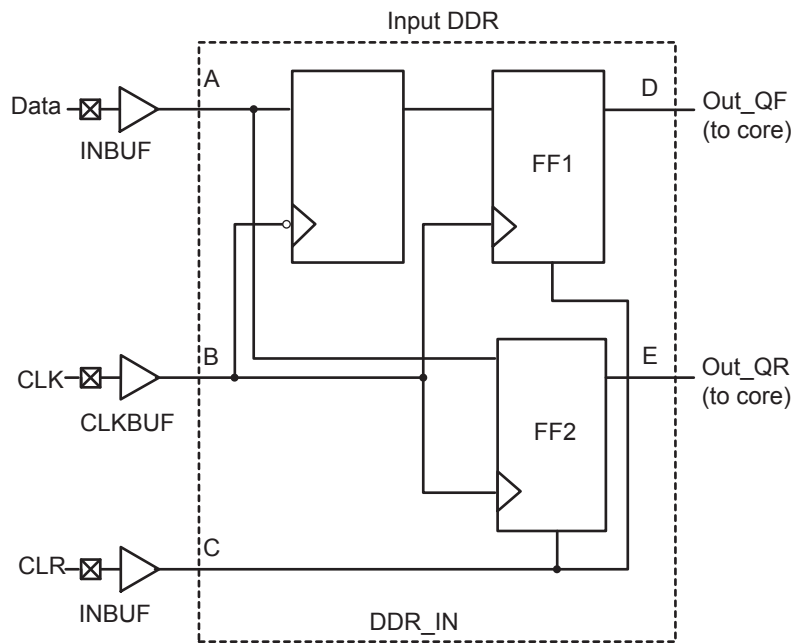 Input DDR
A
Data
INBUF
FF1
D
Out_QF
(to core)
B
CLK
CLKBUF
FF2
E
Out_QR
(to core)
C
CLR
INBUF
DDR_IN